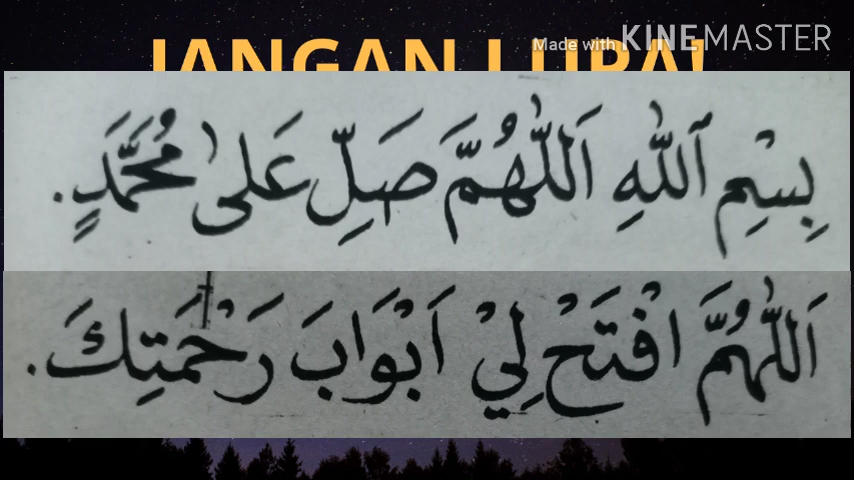 Made with KINEMASTER
JANGAN LUPA!
بِسْمِ اللّٰهِ اَللّٰهُمَّ صَلِّ عَلٰى مُحَمَّدٍ.
اَللّٰهُمَّ افْتَحْ لِيْ اَبْوَابَ رَحْمَتِكَ.